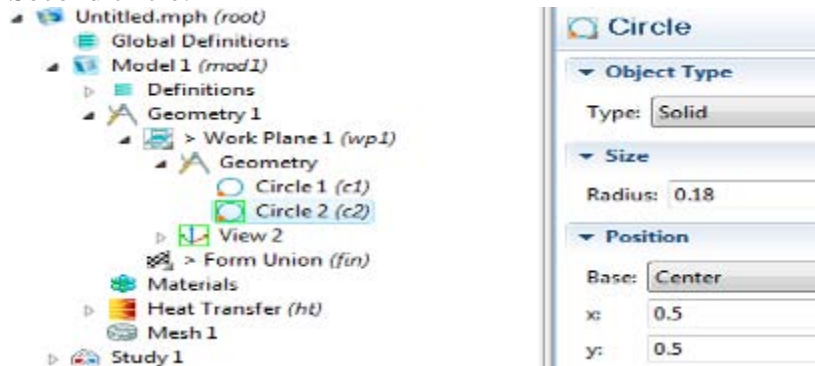 Untitled.mph (root)
Global Definitions
Model 1 (mod1)
Definitions
Geometry 1
> Work Plane 1 (wp1)
Geometry
Circle 1 (c1)
Circle 2 (c2)
View 2
> Form Union (fin)
Materials
Heat Transfer (ht)
Mesh 1
Study 1
Circle
Object Type
Type: Solid
Size
Radius: 0.18
Position
Base: Center
x: 0.5
y: 0.5